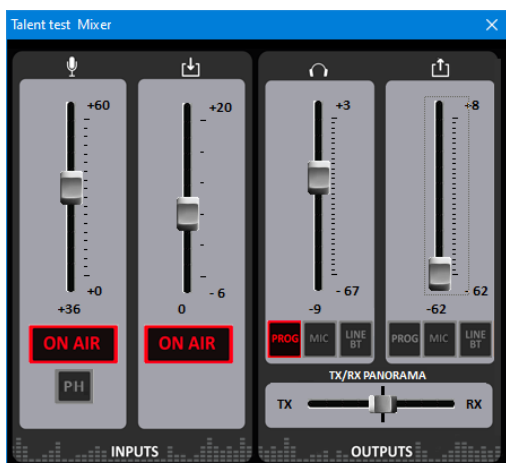 Talent test Mixer
+60
+0
+36
ON AIR
PH
+20
- 6
0
ON AIR
INPUTS
+3
- 67
-9
PROG
MIC
LINE
BT
+8
- 62
-62
PROG
MIC
LINE
BT
TX/RX PANORAMA
TX
RX
OUTPUTS